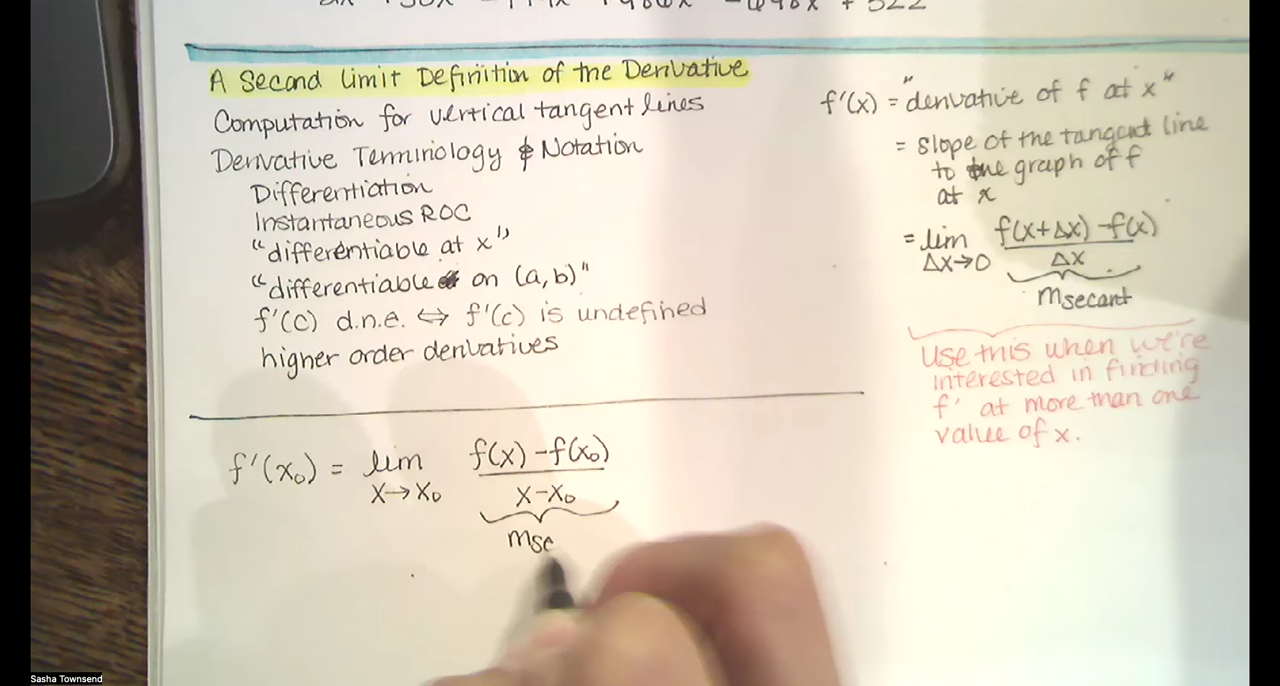 A Second Limit Definition of the Derivative
Computation for vertical tangent lines
Derivative Terminology & Notation
Differentiation
Instantaneous ROC
"differentiable at x"
"differentiable on (a,b)"
f'(c) d.n.e. ⇔ f'(c) is undefined
higher order derivatives
f'(x) = "derivative of f at x"
= slope of the tangent line
to the graph of f
at x
= lim f(x+Δx) - f(x)
Δx→0 Δx
msecant
Use this when we're
interested in finding
f' at more than one
value of x.
f'(x₀) = lim f(x) - f(x₀)
x→x₀ x-x₀
mse
Sasha Townsend